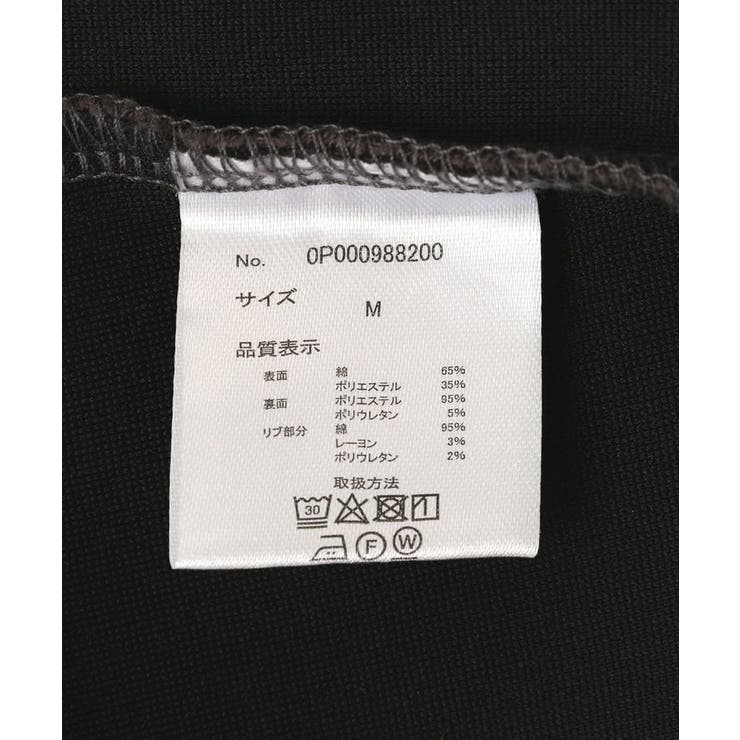 No. 0P000988200
サイズ M
品質表示
表面 綿 65%
ポリエステル 35%
裏面 ポリエステル 95%
ポリウレタン 5%
リブ部分 綿 95%
レーヨン 3%
ポリウレタン 2%
取扱方法
30
F W